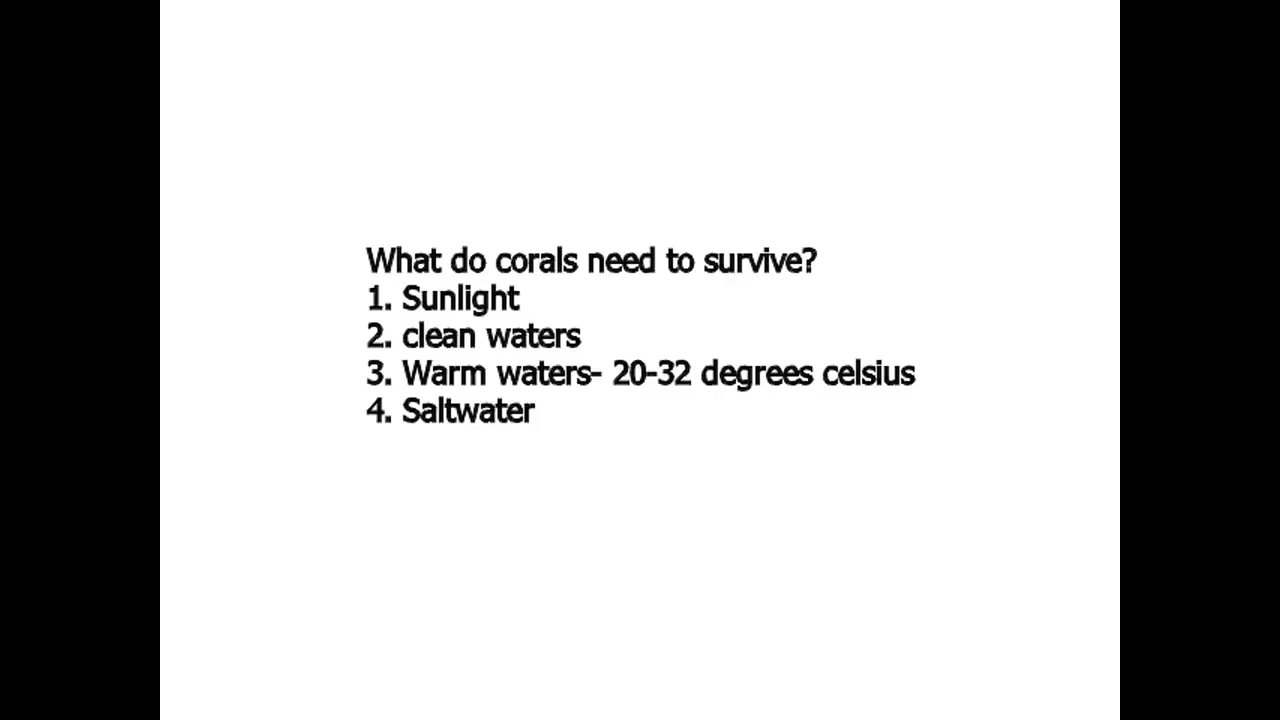 What do corals need to survive?
1. Sunlight
2. clean waters
3. Warm waters- 20-32 degrees celsius
4. Saltwater